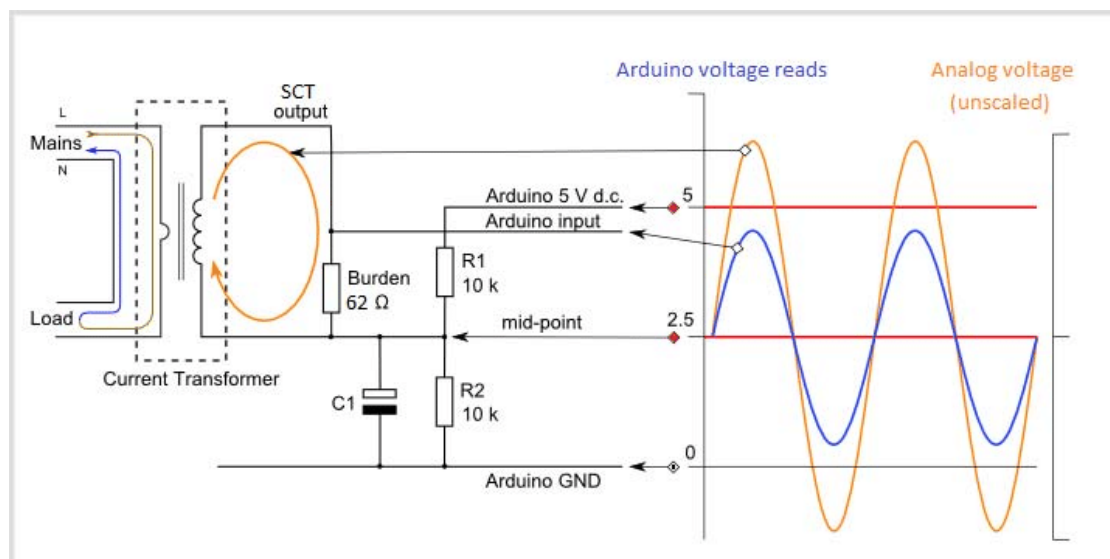 Arduino voltage reads
Analog voltage
(unscaled)
SCT
output
L
Mains
N
Arduino 5 V d.c.
5
Arduino input
R1
10 k
Burden
62 Ω
Load
mid-point
2.5
Current Transformer
C1
R2
10 k
0
Arduino GND